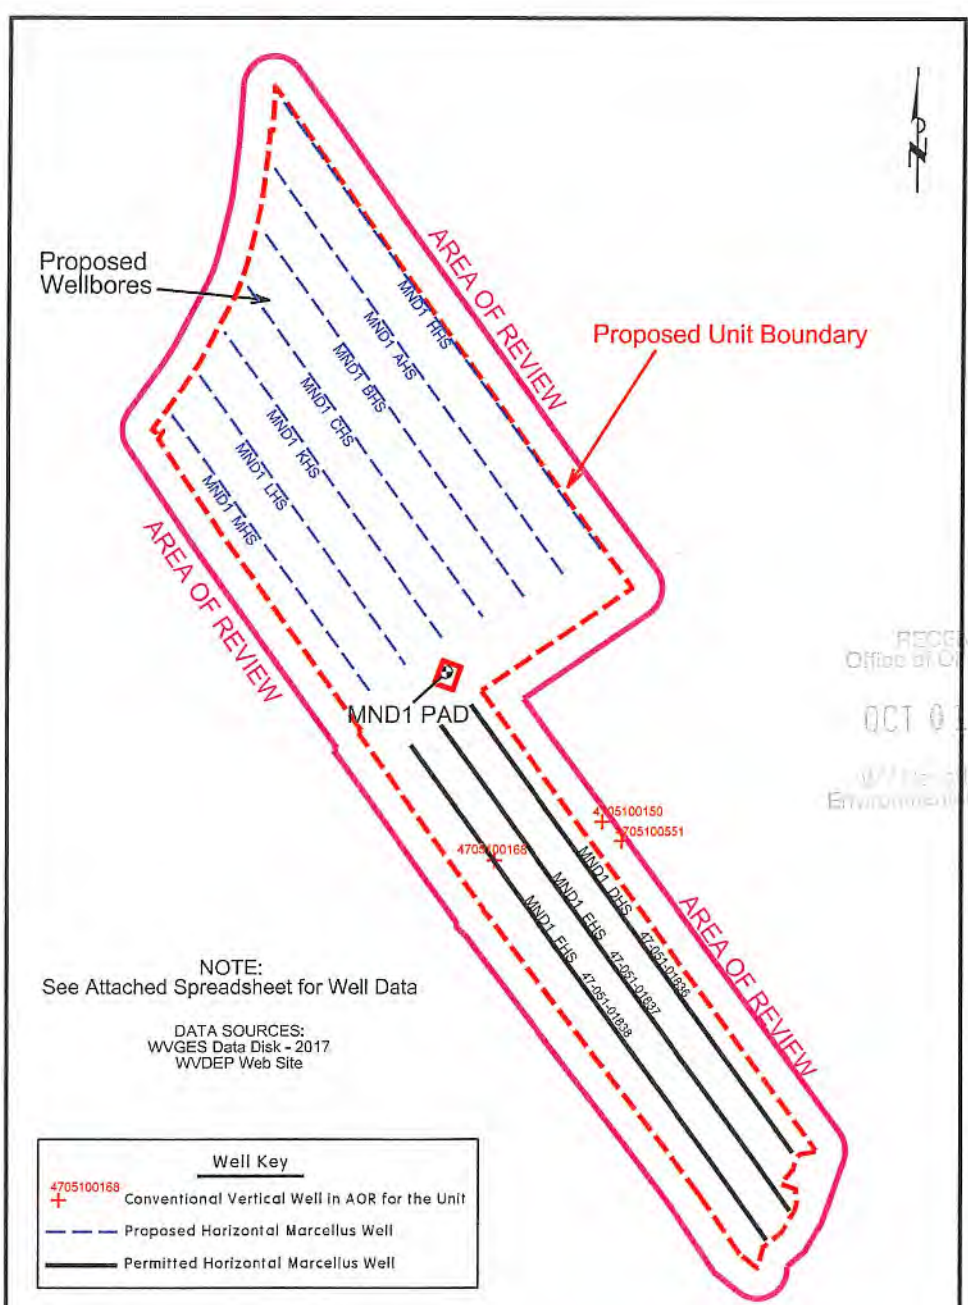 N
AREA OF REVIEW
Proposed
Wellbores
MND1 HHS
MND1 AHS
MND1 BHS
MND1 CHS
MND1 KHS
MND1 LHS
MND1 MHS
Proposed Unit Boundary
AREA OF REVIEW
Office of
OCT 0
MND1 PAD
4705100150
4705100551
4705100168
MND1 DHS 47-051-01836
MND1 EHS 47-051-01837
MND1 FHS 47-051-01838
AREA OF REVIEW
NOTE:
See Attached Spreadsheet for Well Data
DATA SOURCES:
WVGES Data Disk - 2017
WVDEP Web Site
Well Key
4705100168
Conventional Vertical Well in AOR for the Unit
Proposed Horizontal Marcellus Well
Permitted Horizontal Marcellus Well